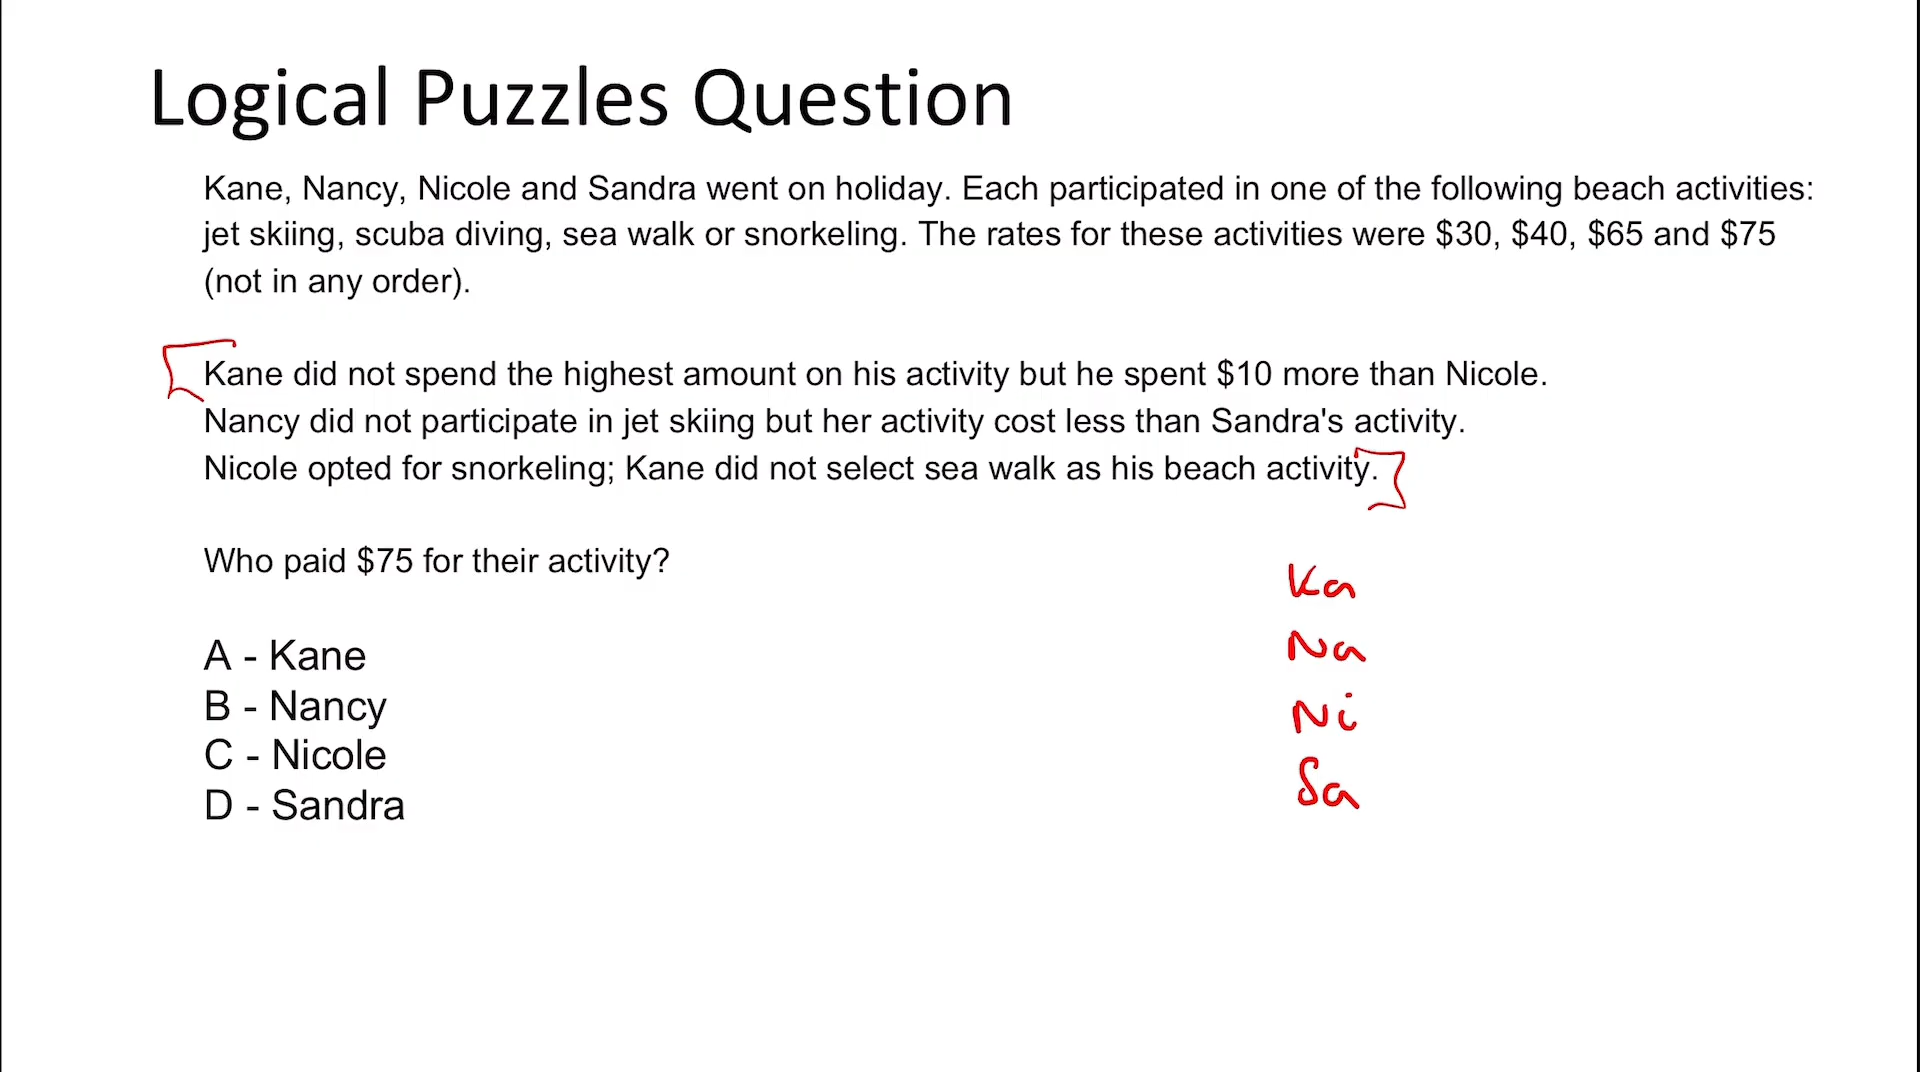 Logical Puzzles Question
Kane, Nancy, Nicole and Sandra went on holiday. Each participated in one of the following beach activities:
jet skiing, scuba diving, sea walk or snorkeling. The rates for these activities were $30, $40, $65 and $75
(not in any order).
Kane did not spend the highest amount on his activity but he spent $10 more than Nicole.
Nancy did not participate in jet skiing but her activity cost less than Sandra's activity.
Nicole opted for snorkeling; Kane did not select sea walk as his beach activity.
Who paid $75 for their activity?
A - Kane
B - Nancy
C - Nicole
D - Sandra
Ka
Na
Ni
Sa